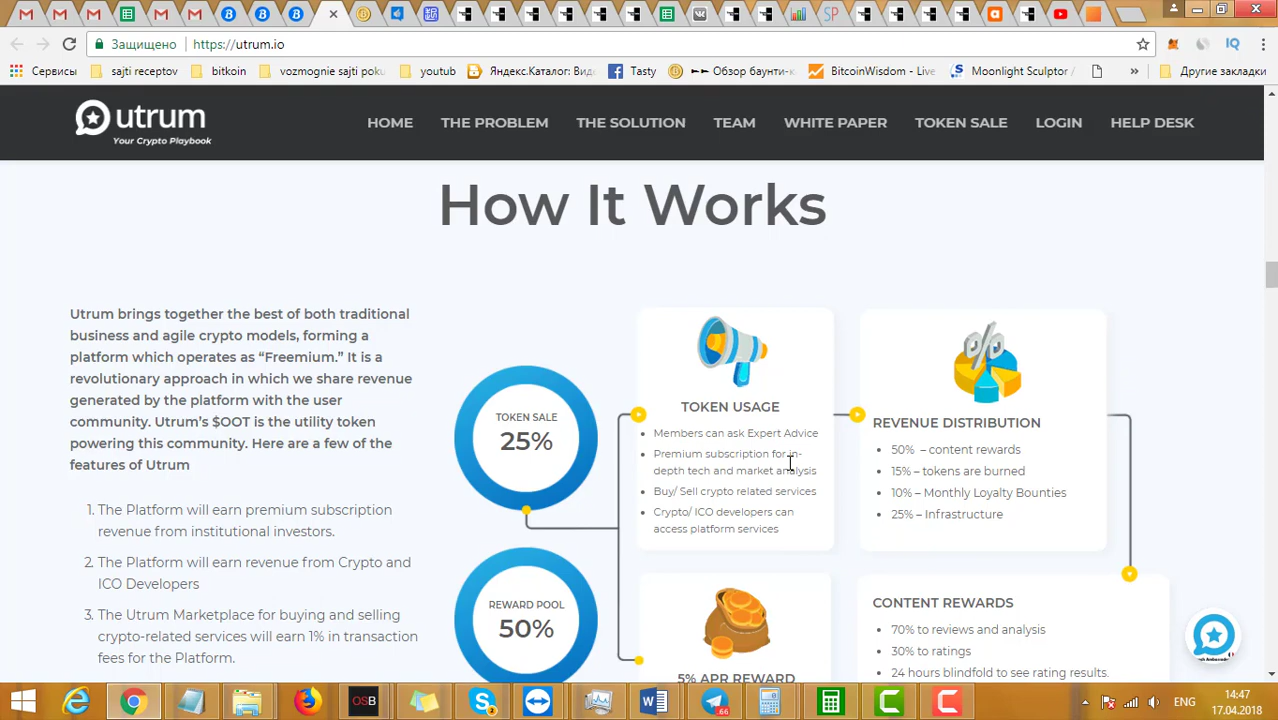 Защищено
https://utrum.io
Сервисы
sajti receptov
bitkoin
vozmognie sajti poku
youtube
Яндекс.Каталог: Вид
Tasty
Обзор баунти-к
BitcoinWisdom - Live
Moonlight Sculptor /
Другие закладки
utrum
Your Crypto Playbook
HOME
THE PROBLEM
THE SOLUTION
TEAM
WHITE PAPER
TOKEN SALE
LOGIN
HELP DESK
How It Works
Utrum brings together the best of both traditional
business and agile crypto models, forming a
platform which operates as “Freemium.” It is a
revolutionary approach in which we share revenue
generated by the platform with the user
community. Utrum’s $OOT is the utility token
powering this community. Here are a few of the
features of Utrum
1. The Platform will earn premium subscription
revenue from institutional investors.
2. The Platform will earn revenue from Crypto and
ICO Developers
3. The Utrum Marketplace for buying and selling
crypto-related services will earn 1% in transaction
fees for the Platform.
TOKEN SALE
25%
REWARD POOL
50%
TOKEN USAGE
Members can ask Expert Advice
Premium subscription for in-
depth tech and market analysis
Buy/ Sell crypto related services
Crypto/ ICO developers can
access platform services
5% APR REWARD
REVENUE DISTRIBUTION
50% – content rewards
15% – tokens are burned
10% – Monthly Loyalty Bounties
25% – Infrastructure
CONTENT REWARDS
70% to reviews and analysis
30% to ratings
24 hours blindfold to see rating results.
OSB
66
ENG
14:47
17.04.2018